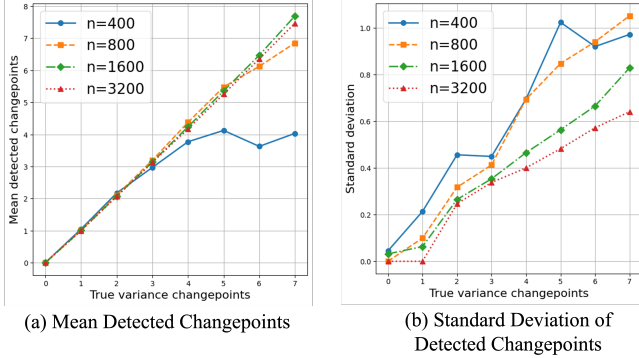 n=400
n=800
n=1600
n=3200
Mean detected changepoints
8
7
6
5
4
3
2
1
0
0 1 2 3 4 5 6 7
True variance changepoints
(a) Mean Detected Changepoints
n=400
n=800
n=1600
n=3200
Standard deviation
1.0
0.8
0.6
0.4
0.2
0.0
0 1 2 3 4 5 6 7
True variance changepoints
(b) Standard Deviation of
Detected Changepoints